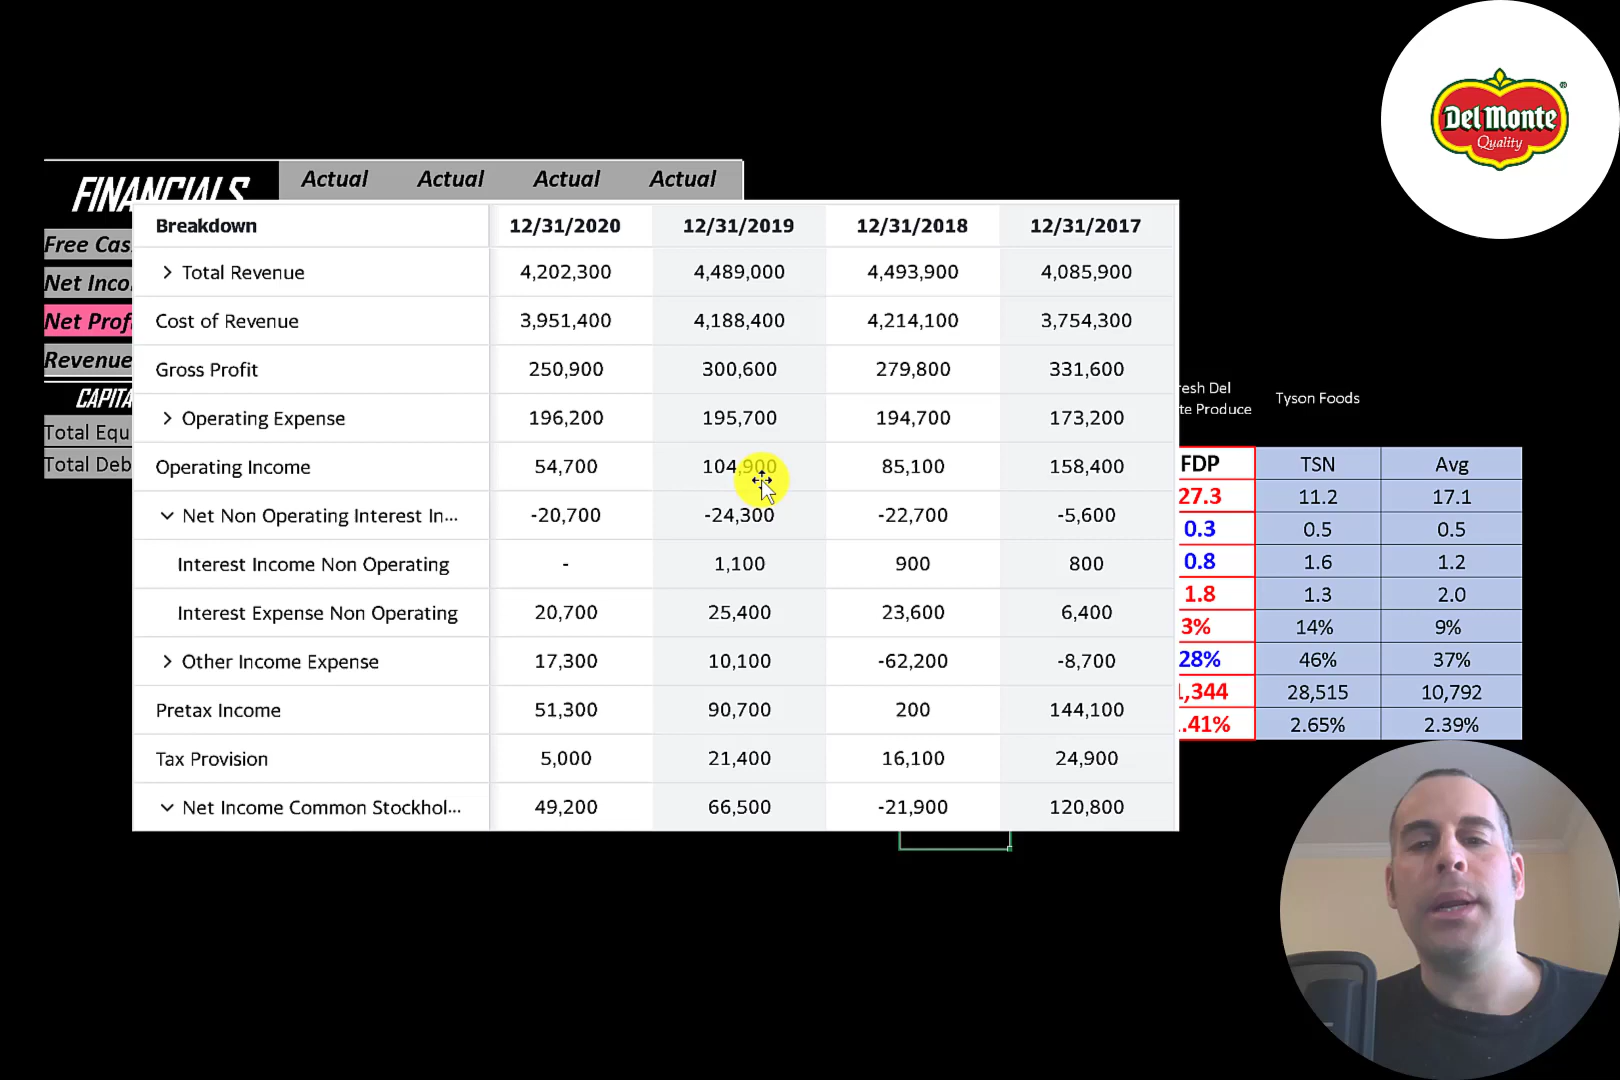 Del Monte
®
Quality
FINANCIALS Actual Actual Actual Actual
Free Cas
Net Inco
Net Prof
Revenue
CAPITA
Total Equ
Total Deb
Breakdown 12/31/2020 12/31/2019 12/31/2018 12/31/2017
Total Revenue 4,202,300 4,489,000 4,493,900 4,085,900
Cost of Revenue 3,951,400 4,188,400 4,214,100 3,754,300
Gross Profit 250,900 300,600 279,800 331,600
Operating Expense 196,200 195,700 194,700 173,200
Operating Income 54,700 104,900 85,100 158,400
Net Non Operating Interest In... -20,700 -24,300 -22,700 -5,600
Interest Income Non Operating - 1,100 900 800
Interest Expense Non Operating 20,700 25,400 23,600 6,400
Other Income Expense 17,300 10,100 -62,200 -8,700
Pretax Income 51,300 90,700 200 144,100
Tax Provision 5,000 21,400 16,100 24,900
Net Income Common Stockhol... 49,200 66,500 -21,900 120,800
resh Del
te Produce
Tyson Foods
FDP TSN Avg
27.3 11.2 17.1
0.3 0.5 0.5
0.8 1.6 1.2
1.8 1.3 2.0
3% 14% 9%
28% 46% 37%
1,344 28,515 10,792
.41% 2.65% 2.39%